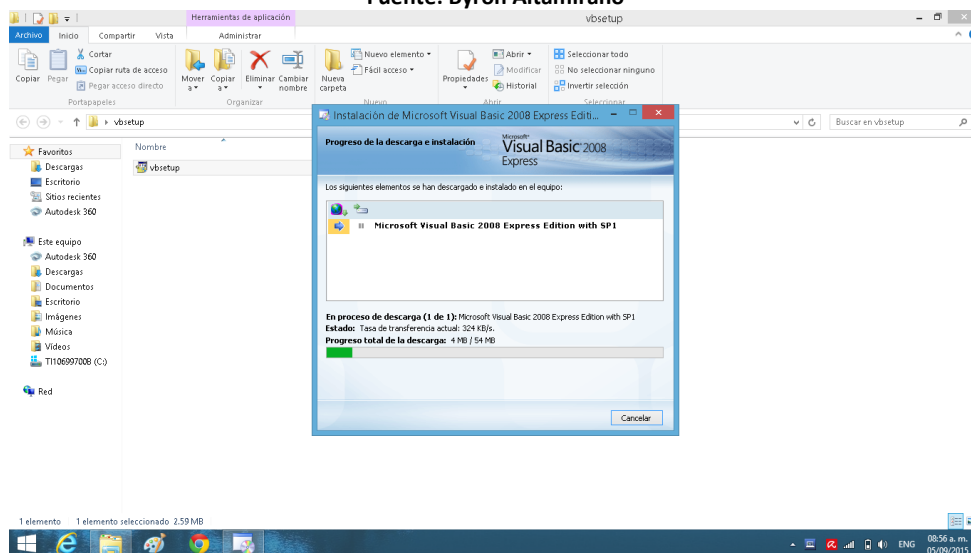 Fuente: Byron Altamirano
Herramientas de aplicación
vbsetup
Archivo Inicio Compartir Vista Administrar
Copiar
Pegar
Cortar
Copiar ruta de acceso
Pegar acceso directo
Portapapeles
Mover a
Copiar a
Eliminar
Cambiar nombre
Organizar
Nueva carpeta
Nuevo elemento
Fácil acceso
Nuevo
Propiedades
Abrir
Modificar
Historial
Abrir
Seleccionar todo
No seleccionar ninguno
Invertir selección
Seleccionar
vbsetup
Buscar en vbsetup
Favoritos
Descargas
Escritorio
Sitios recientes
Autodesk 360
Este equipo
Autodesk 360
Descargas
Documentos
Escritorio
Imágenes
Música
Vídeos
TI10699700B (C:)
Red
Nombre
vbsetup
Instalación de Microsoft Visual Basic 2008 Express Editi...
Progreso de la descarga e instalación
Microsoft
Visual Basic 2008
Express
Los siguientes elementos se han descargado e instalado en el equipo:
Microsoft Visual Basic 2008 Express Edition with SP1
En proceso de descarga (1 de 1): Microsoft Visual Basic 2008 Express Edition with SP1
Estado: Tasa de transferencia actual: 324 KB/s.
Progreso total de la descarga: 4 MB / 54 MB
Cancelar
1 elemento 1 elemento seleccionado 2.59 MB
ENG
08:56 a. m.
05/09/2015